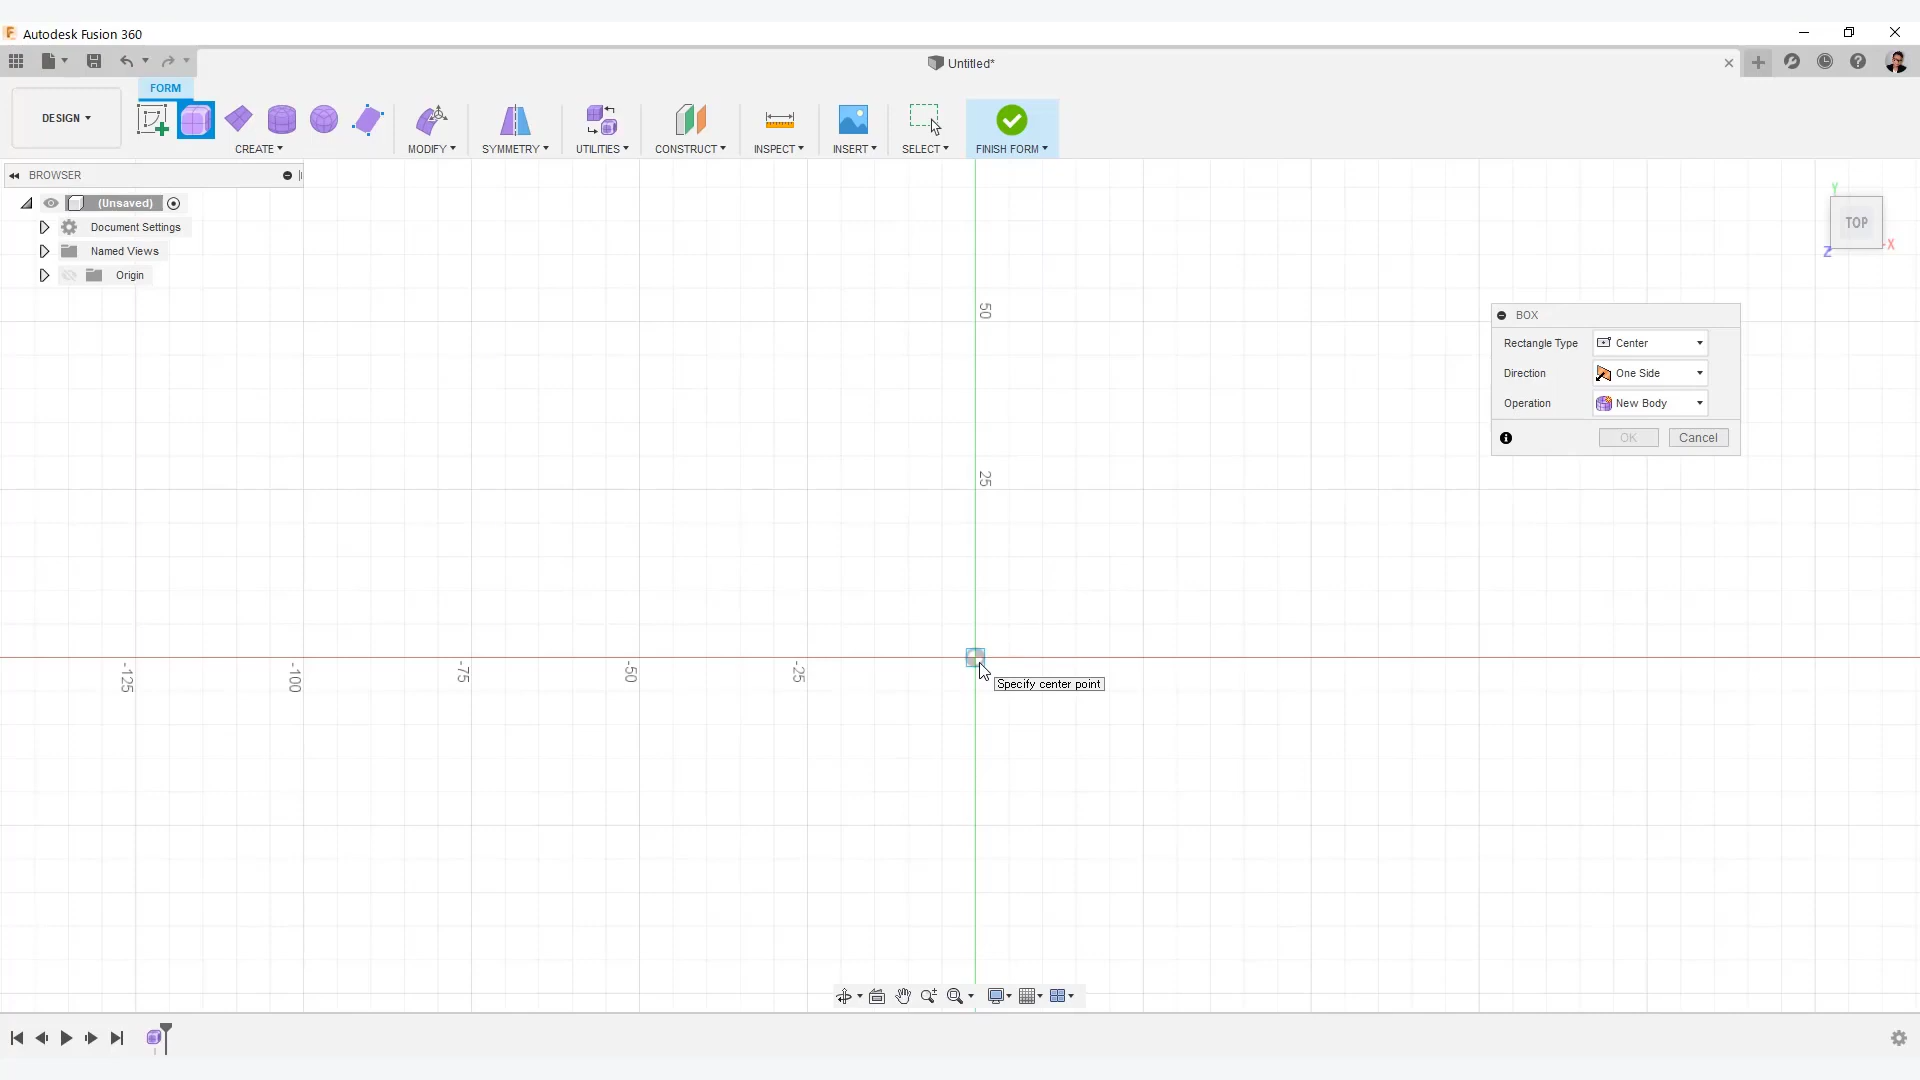 Autodesk Fusion 360
Untitled*
FORM
DESIGN
CREATE
MODIFY
SYMMETRY
UTILITIES
CONSTRUCT
INSPECT
INSERT
SELECT
FINISH FORM
BROWSER
(Unsaved)
Document Settings
Named Views
Origin
Y
TOP
X
Z
50
25
BOX
Rectangle Type
Center
Direction
One Side
Operation
New Body
OK
Cancel
-125
-100
-75
-50
-25
Specify center point